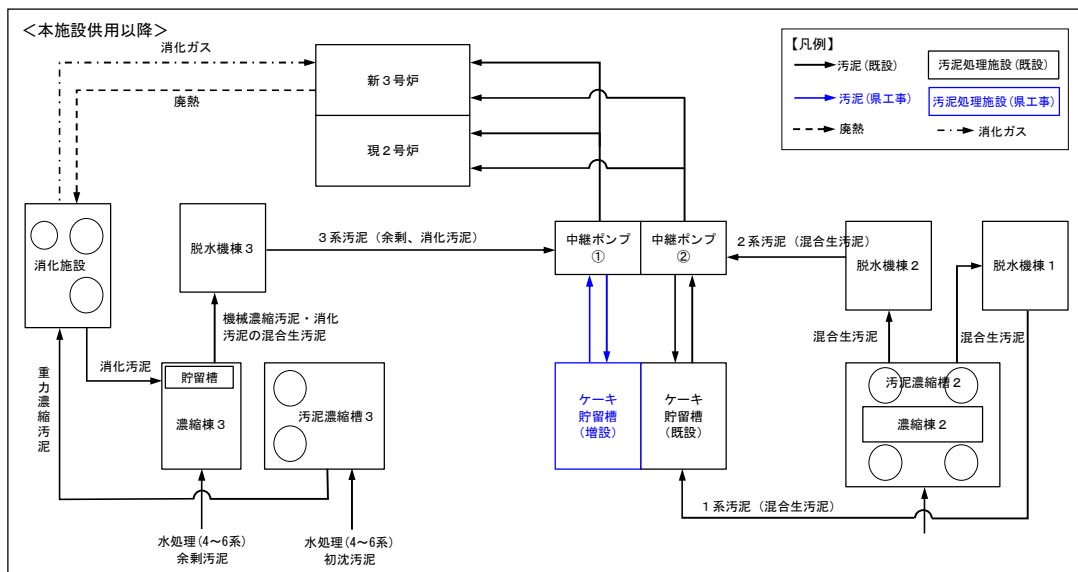 ＜本施設供用以降＞
消化ガス
廃熱
新３号炉
現２号炉
【凡例】
汚泥(既設)
汚泥処理施設(既設)
汚泥(県工事)
汚泥処理施設(県工事)
廃熱
消化ガス
消化施設
脱水機棟３
３系汚泥（余剰、消化汚泥）
中継ポンプ
①
中継ポンプ
②
２系汚泥（混合生汚泥）
脱水機棟２
脱水機棟１
機械濃縮汚泥・消化
汚泥の混合生汚泥
混合生汚泥
混合生汚泥
消化汚泥
重力濃縮汚泥
貯留槽
濃縮棟３
汚泥濃縮槽３
ケーキ
貯留槽
(増設)
ケーキ
貯留槽
(既設)
汚泥濃縮槽２
濃縮棟２
１系汚泥（混合生汚泥）
水処理(4～6系)
余剰汚泥
水処理(4～6系)
初沈汚泥